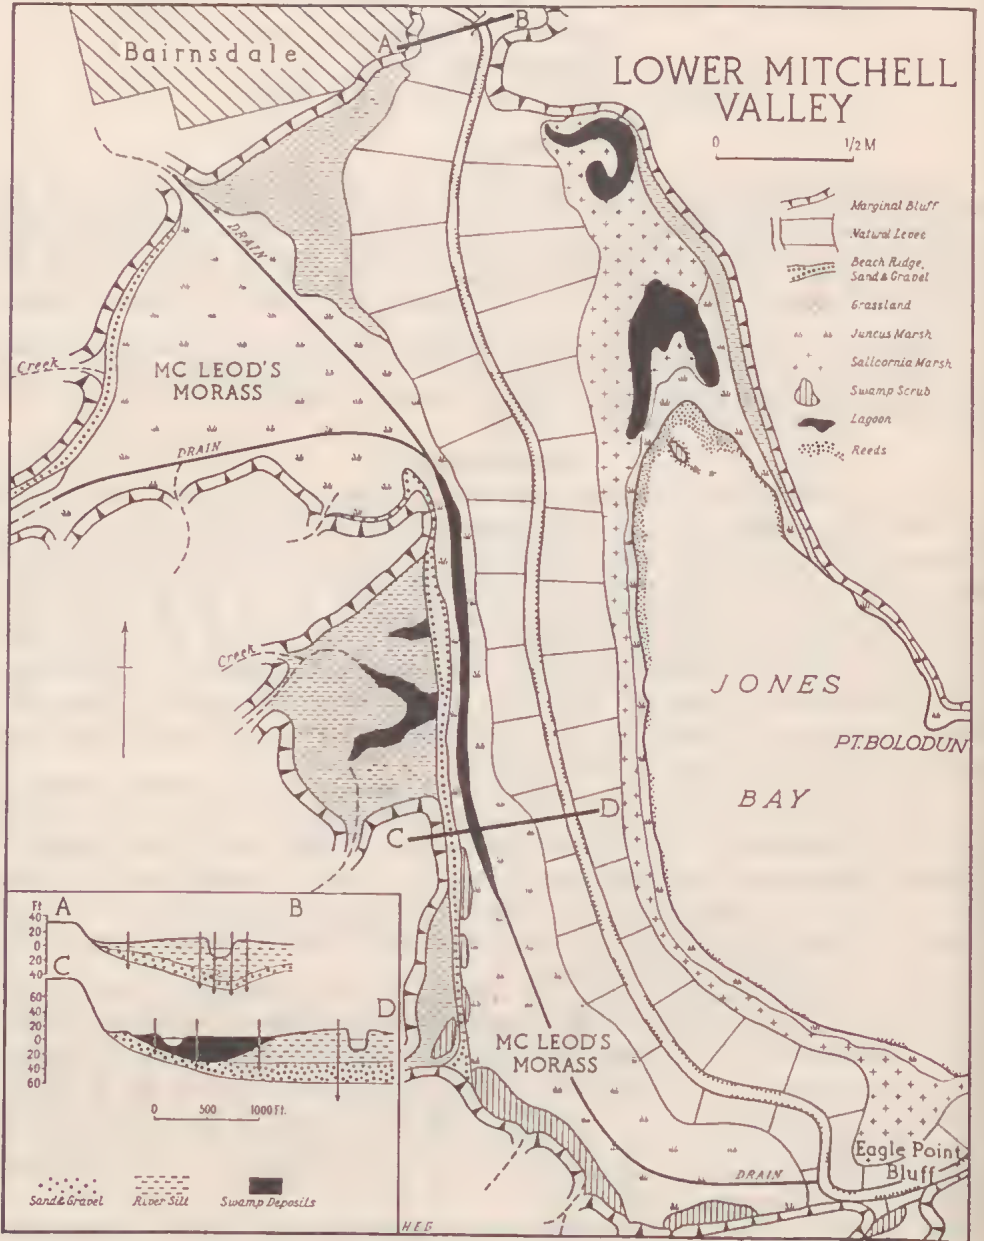 Bairnsdale
A
B
LOWER MITCHELL
VALLEY
0 1/2 M
Marginal Bluff
Natural Levee
Beach Ridge,
Sand & Gravel
Grassland
Juncus Marsh
Salicornia Marsh
Swamp Scrub
Lagoon
Reeds
DRAIN
Creek
MC LEOD'S
MORASS
DRAIN
Creek
JONES
BAY
PT. BOLODUN
C
D
MC LEOD'S
MORASS
DRAIN
Eagle Point
Bluff
Ft
A
B
40
20
0
20
40
C
D
60
40
20
0
20
40
60
0 500 1000 Ft.
Sand & Gravel
River Silt
Swamp Deposits
H E G